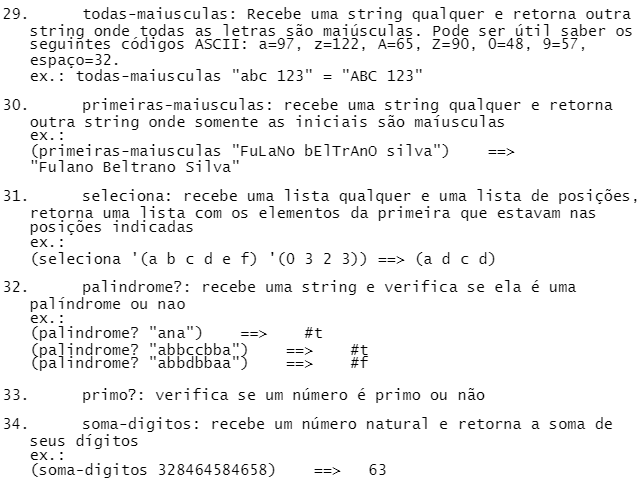 29. todas-maiusculas: Recebe uma string qualquer e retorna outra
string onde todas as letras são maiúsculas. Pode ser útil saber os
seguintes códigos ASCII: a=97, z=122, A=65, Z=90, 0=48, 9=57,
espaço=32.
ex.: todas-maiusculas "abc 123" = "ABC 123"
30. primeiras-maiusculas: recebe uma string qualquer e retorna
outra string onde somente as iniciais são maíusculas
ex.:
(primeiras-maiusculas "FuLaNo bElTrAnO silva") ==>
"Fulano Beltrano Silva"
31. seleciona: recebe uma lista qualquer e uma lista de posições,
retorna uma lista com os elementos da primeira que estavam nas
posições indicadas
ex.:
(seleciona '(a b c d e f) '(0 3 2 3)) ==> (a d c d)
32. palindrome?: recebe uma string e verifica se ela é uma
palíndrome ou nao
ex.:
(palindrome? "ana") ==> #t
(palindrome? "abbccbba") ==> #t
(palindrome? "abbdbbaa") ==> #f
33. primo?: verifica se um número é primo ou não
34. soma-digitos: recebe um número natural e retorna a soma de
seus dígitos
ex.:
(soma-digitos 328464584658) ==> 63